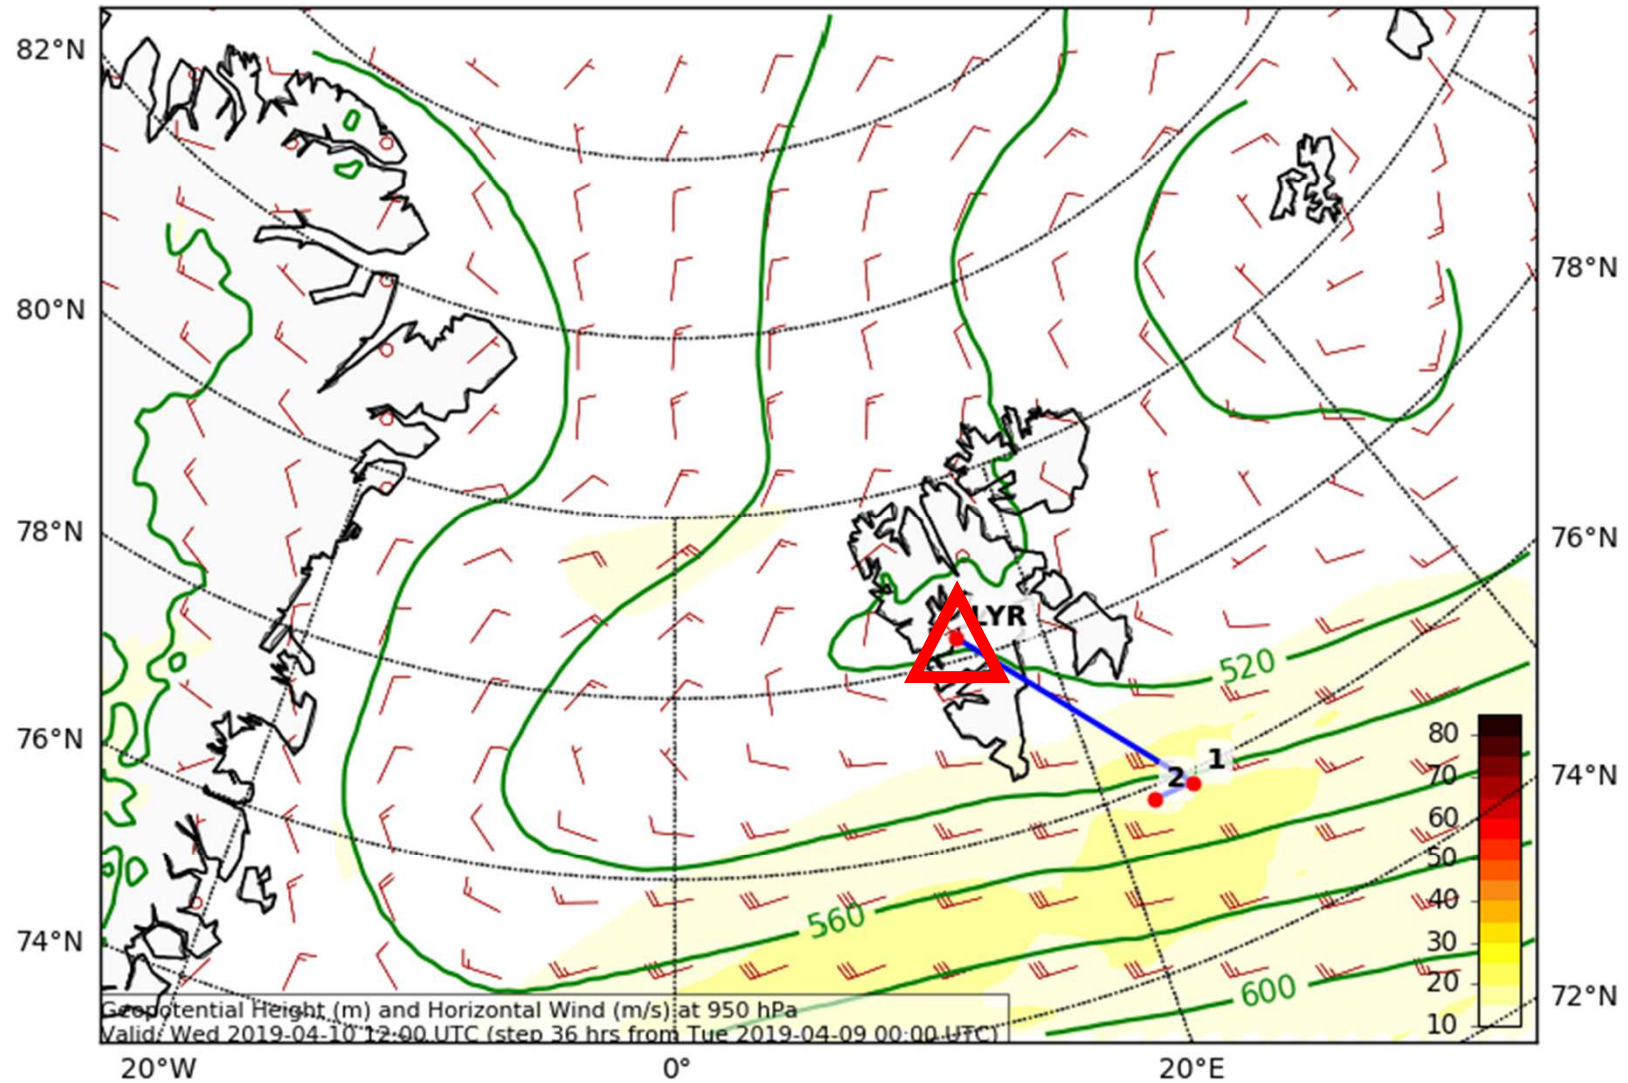 82°N
80°N
78°N
76°N
74°N
78°N
76°N
74°N
72°N
LYR
520
1
2
560
600
80
70
60
50
40
30
20
10
Geopotential Height (m) and Horizontal Wind (m/s) at 950 hPa
Valid: Wed 2019-04-10 12:00 UTC (step 36 hrs from Tue 2019-04-09 00:00 UTC)
20°W
0°
20°E